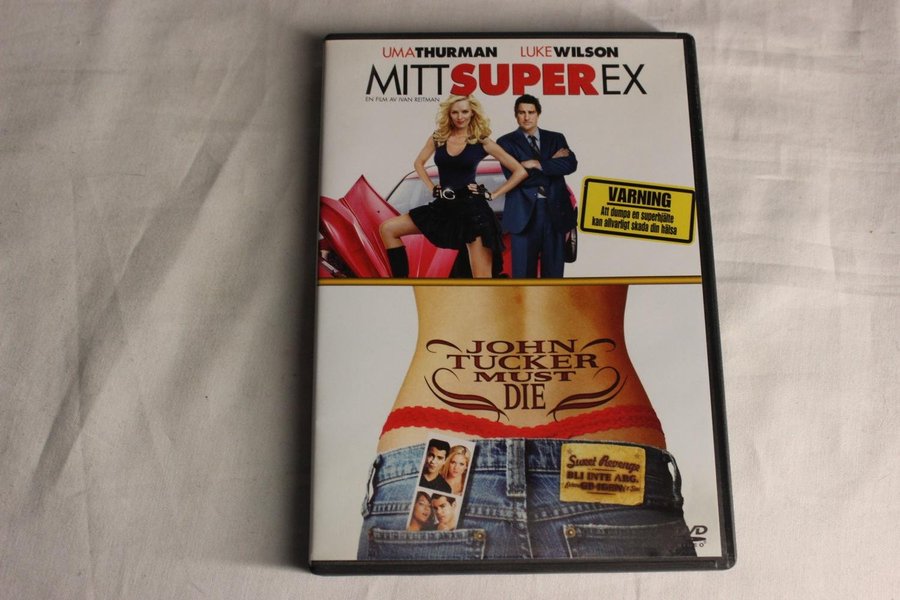 UMA THURMAN LUKE WILSON
MITT SUPER EX
EN FILM AV IVAN REITMAN
VARNING
Att dumpa en superhjälte
kan allvarligt skada din hälsa
JOHN
TUCKER
MUST
DIE
Sweet Revenge
BLI INTE ARG.
DVD